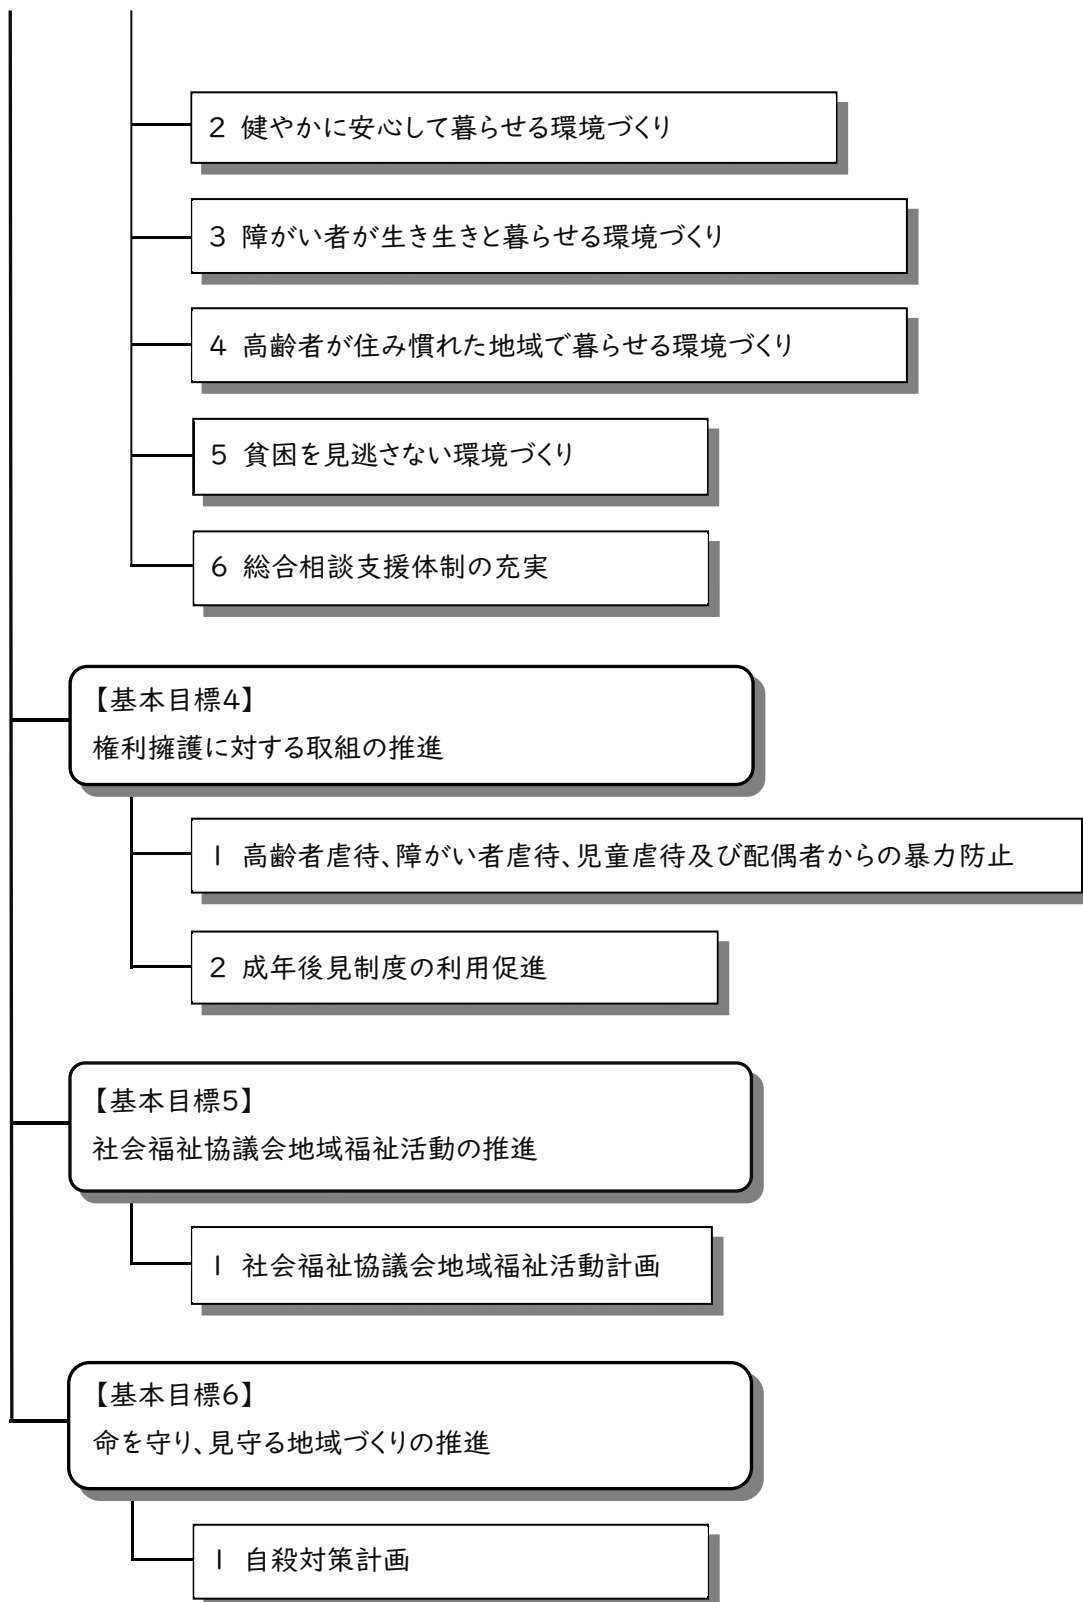 2 健やかに安心して暮らせる環境づくり
3 障がい者が生き生きと暮らせる環境づくり
4 高齢者が住み慣れた地域で暮らせる環境づくり
5 貧困を見逃さない環境づくり
6 総合相談支援体制の充実
【基本目標4】
権利擁護に対する取組の推進
1 高齢者虐待、障がい者虐待、児童虐待及び配偶者からの暴力防止
2 成年後見制度の利用促進
【基本目標5】
社会福祉協議会地域福祉活動の推進
1 社会福祉協議会地域福祉活動計画
【基本目標6】
命を守り、見守る地域づくりの推進
1 自殺対策計画